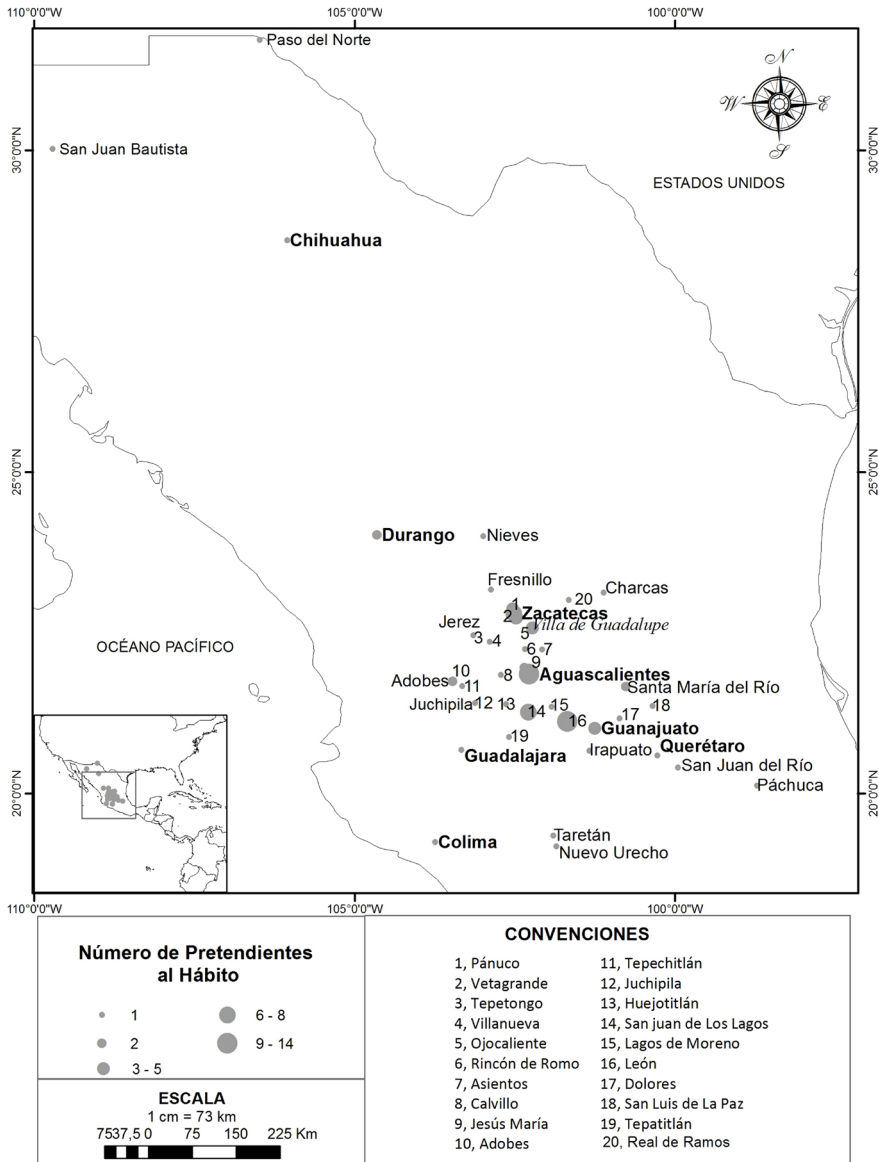 110°0'0"W 105°0'0"W 100°0'0"W
Paso del Norte
N
W E
S
30°0'0"N 30°0'0"N
San Juan Bautista
ESTADOS UNIDOS
Chihuahua
25°0'0"N 25°0'0"N
Durango Nieves
Fresnillo
Charcas
20
1
2 Zacatecas
Jerez 5 Villa de Guadalupe
3 4
6 7
OCÉANO PACÍFICO
9
10 8 Aguascalientes
Adobes 11 Santa María del Río
Juchipila 12 13 14 15 18
16 17
Guanajuato
19
Guadalajara Irapuato Querétaro
San Juan del Río
20°0'0"N Páchuca 20°0'0"N
Colima Taretán
Nuevo Urecho
110°0'0"W 105°0'0"W 100°0'0"W
Número de Pretendientes
al Hábito
1 6 - 8
2 9 - 14
3 - 5
ESCALA
1 cm = 73 km
7537,5 0 75 150 225 Km
CONVENCIONES
1, Pánuco 11, Tepechitlán
2, Vetagrande 12, Juchipila
3, Tepetongo 13, Huejotitlán
4, Villanueva 14, San juan de Los Lagos
5, Ojocaliente 15, Lagos de Moreno
6, Rincón de Romo 16, León
7, Asientos 17, Dolores
8, Calvillo 18, San Luis de La Paz
9, Jesús María 19, Tepatitlán
10, Adobes 20, Real de Ramos